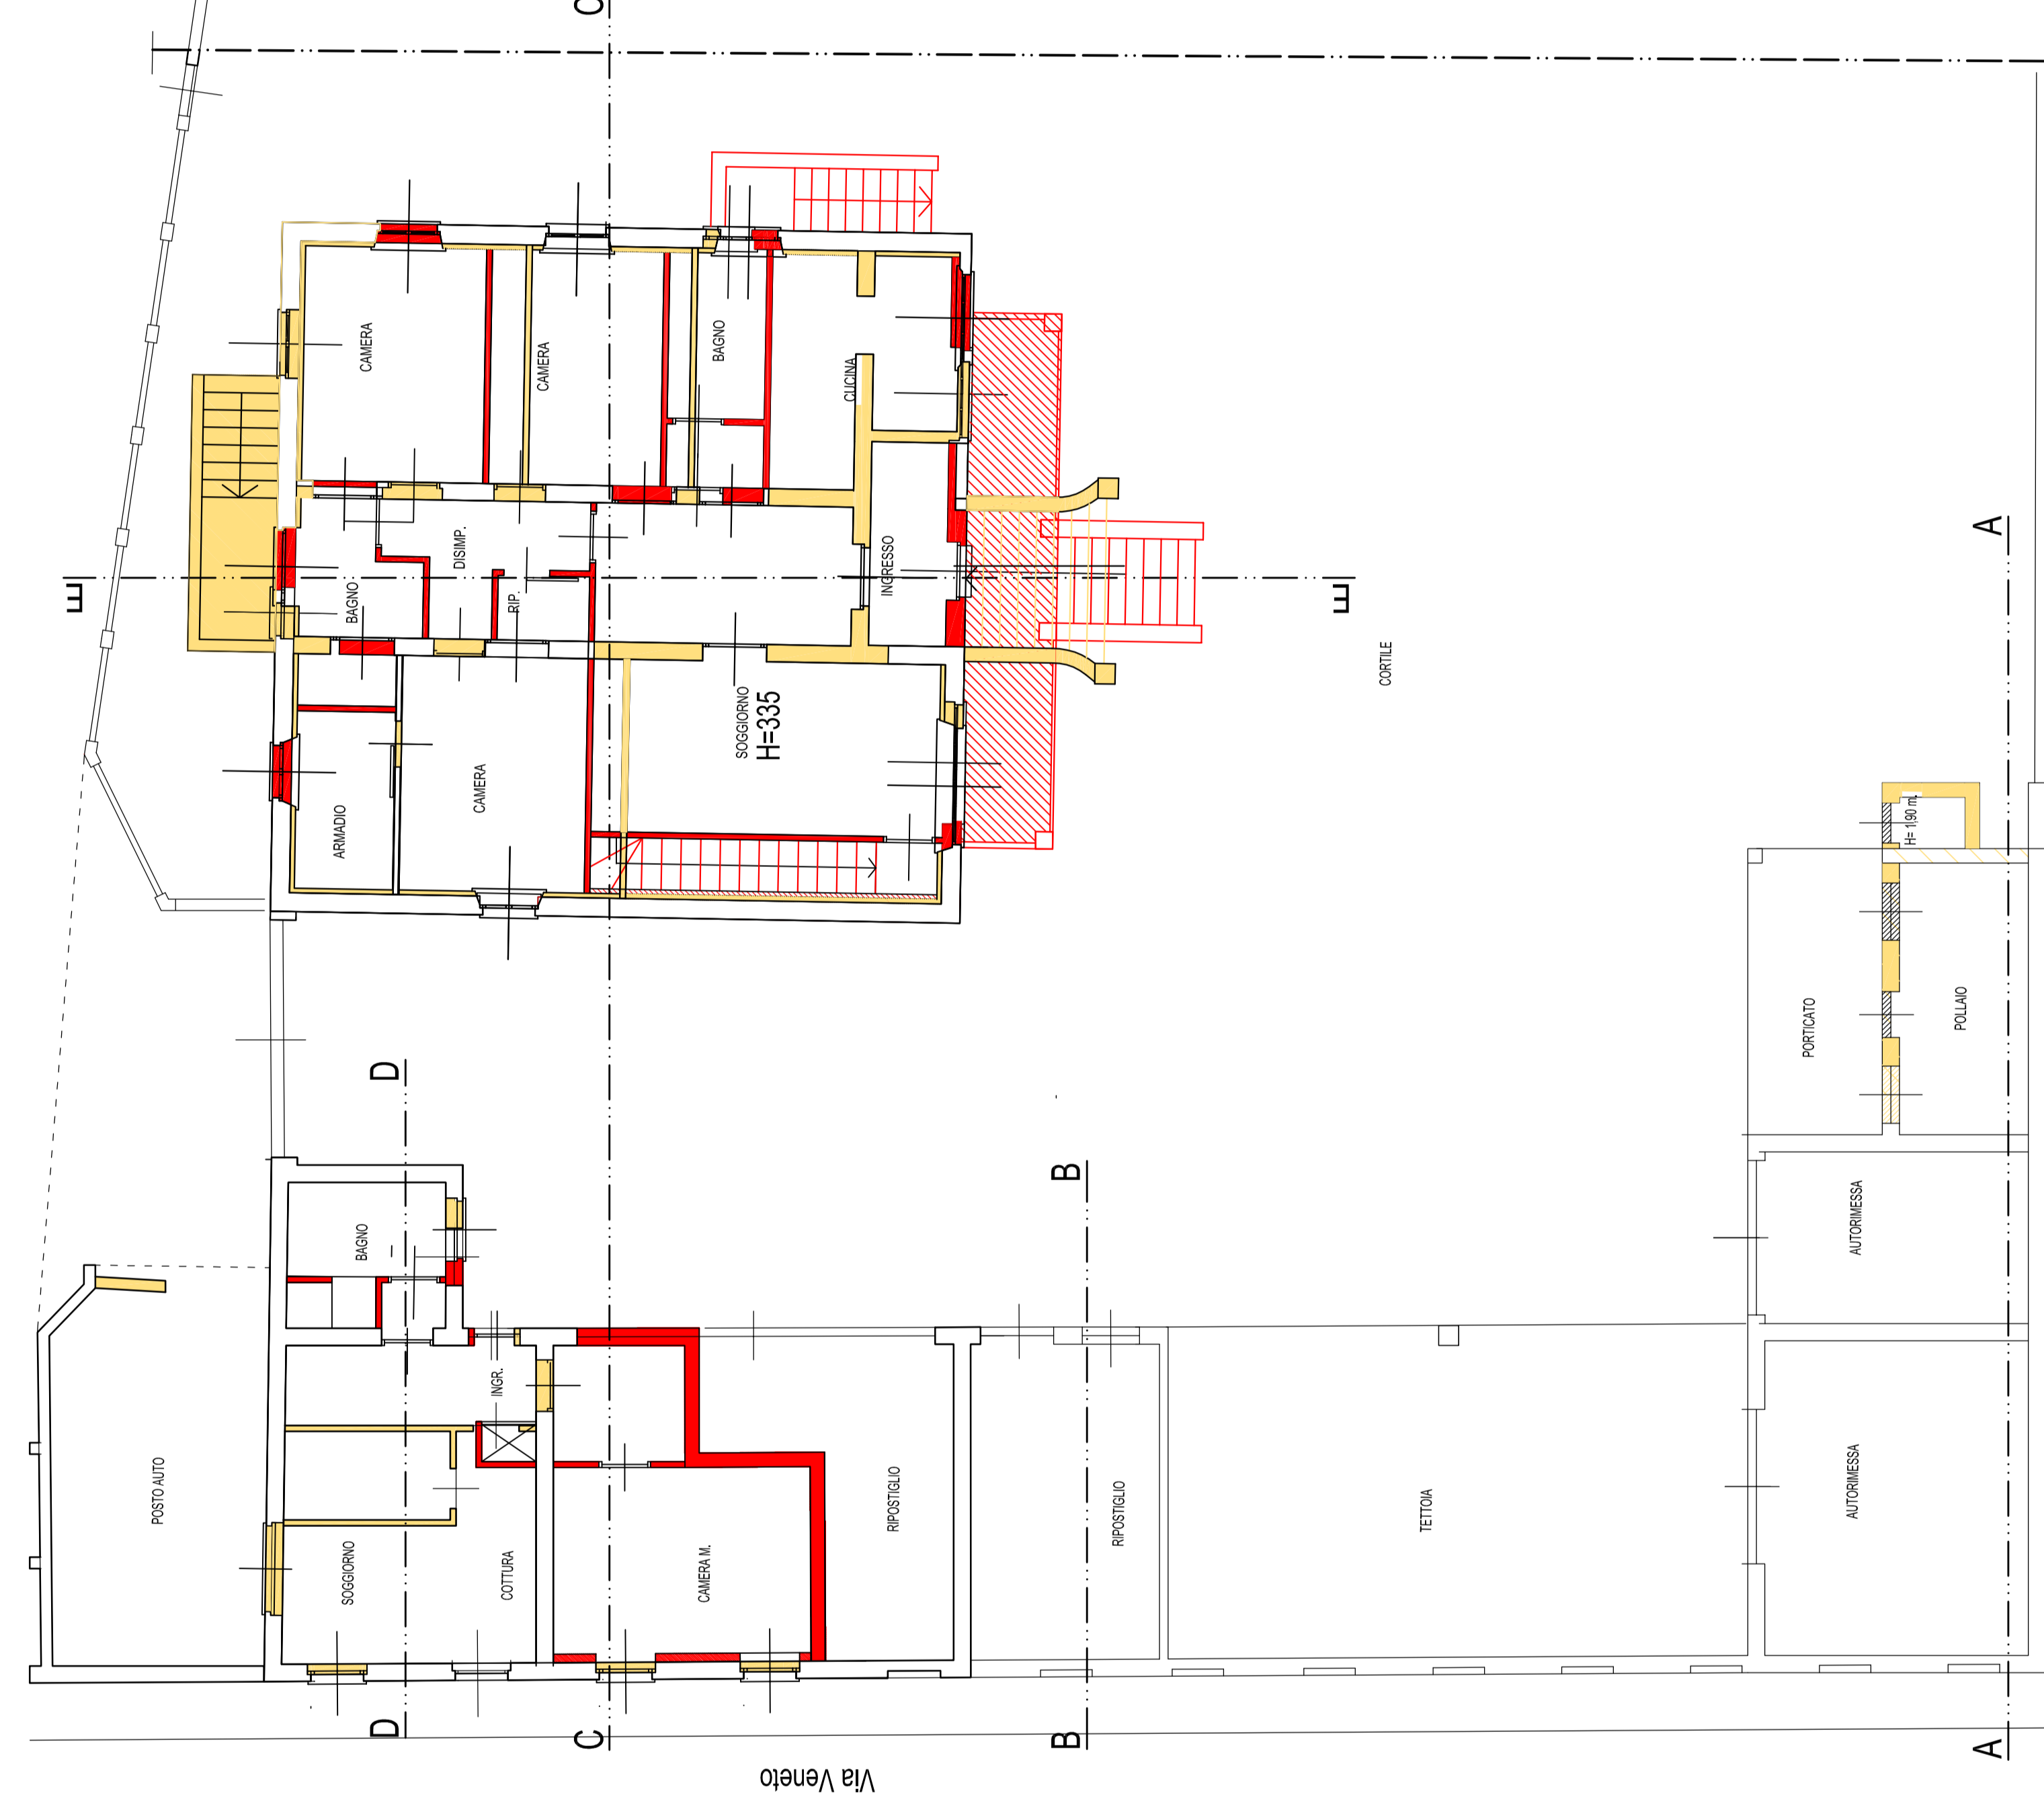 C
CAMERA
CAMERA
BAGNO
CUCINA
E
BAGNO
DISIMP.
RIP.
INGRESSO
E
A
CORTILE
SOGGIORNO
H=335
CAMERA
ARMADIO
H= 1,90 m.
PORTICATO
POLLAIO
D
B
BAGNO
AUTORIMESSA
INGR.
POSTO AUTO
SOGGIORNO
COTTURA
CAMERA M.
RIPOSTIGLIO
RIPOSTIGLIO
TETTOIA
AUTORIMESSA
D
C
B
A
Via Veneto